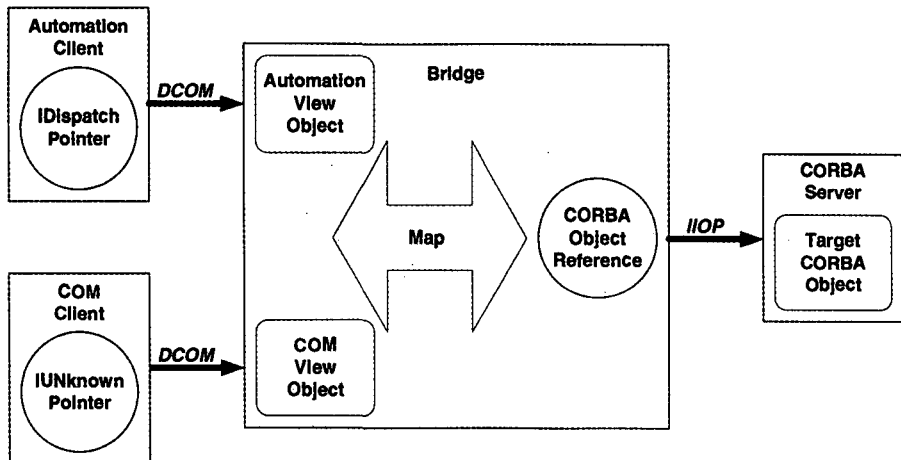 Automation
Client
IDispatch
Pointer
DCOM
Automation
View
Object
Bridge
Map
CORBA
Object
Reference
IIOP
CORBA
Server
Target
CORBA
Object
COM
Client
IUNknown
Pointer
DCOM
COM
View
Object